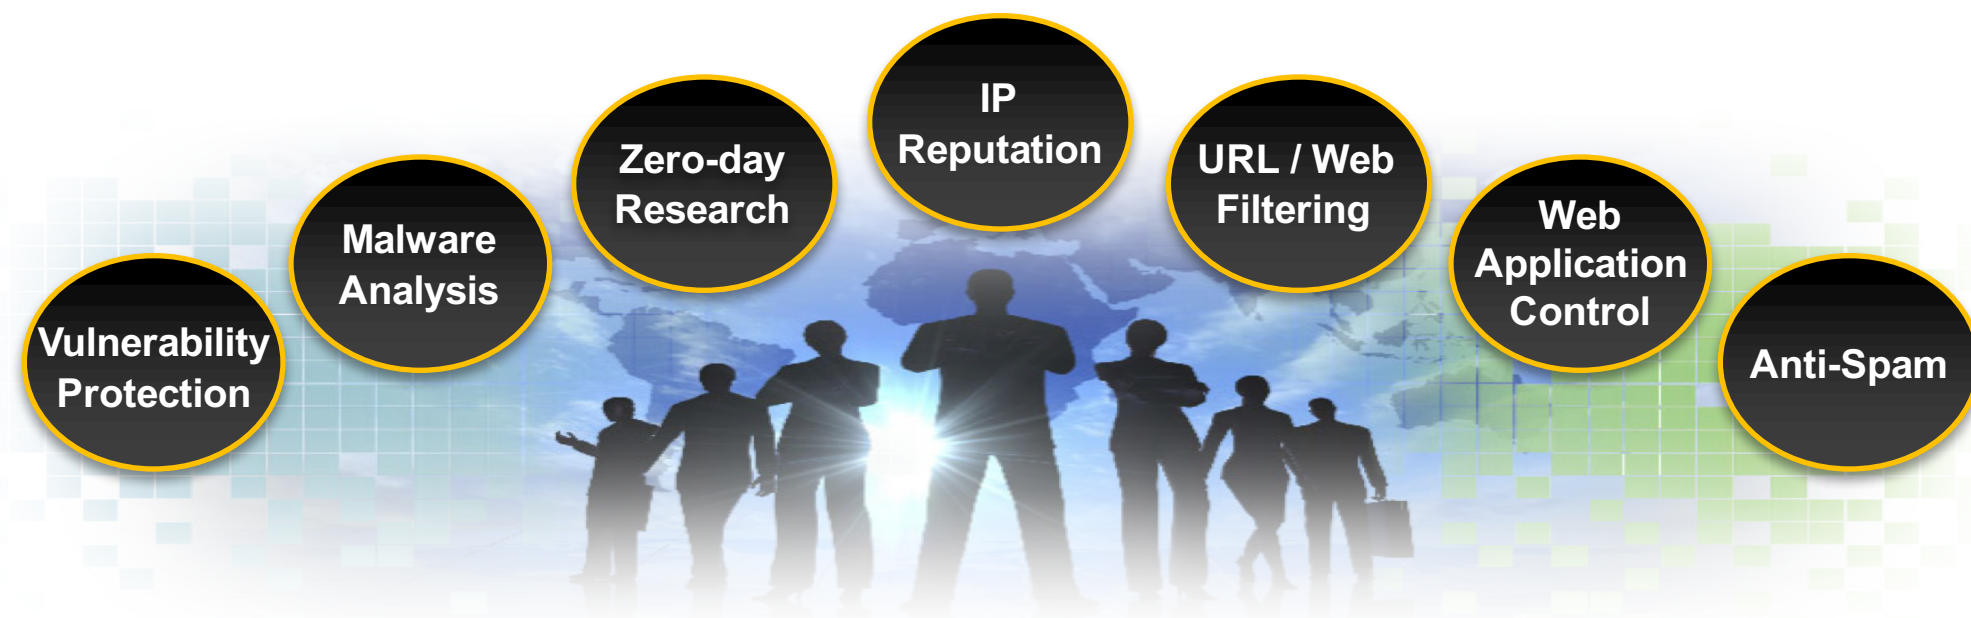 Vulnerability
Protection
Malware
Analysis
Zero-day
Research
IP
Reputation
URL / Web
Filtering
Web
Application
Control
Anti-Spam